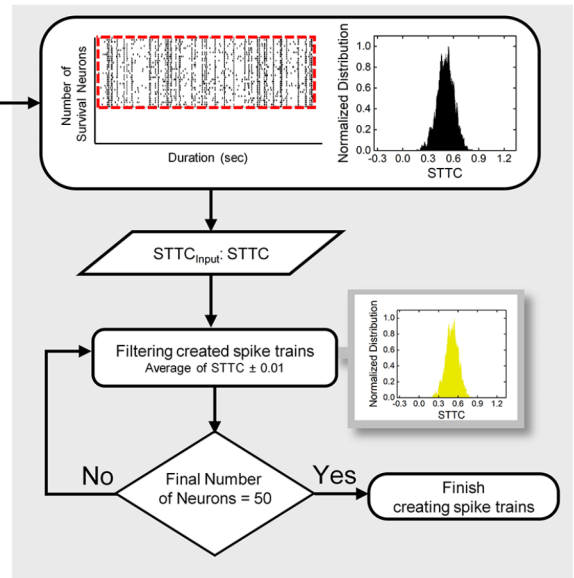 Number of
Survival Neurons
Duration (sec)
Normalized Distribution
1.0
0.8
0.6
0.4
0.2
0.0
-0.3 0.0 0.3 0.6 0.9 1.2
STTC
STTCInput: STTC
Filtering created spike trains
Average of STTC ± 0.01
Normalized Distribution
1.0
0.8
0.6
0.4
0.2
0.0
-0.3 0.0 0.3 0.6 0.9 1.2
STTC
No
Final Number
of Neurons = 50
Yes
Finish
creating spike trains